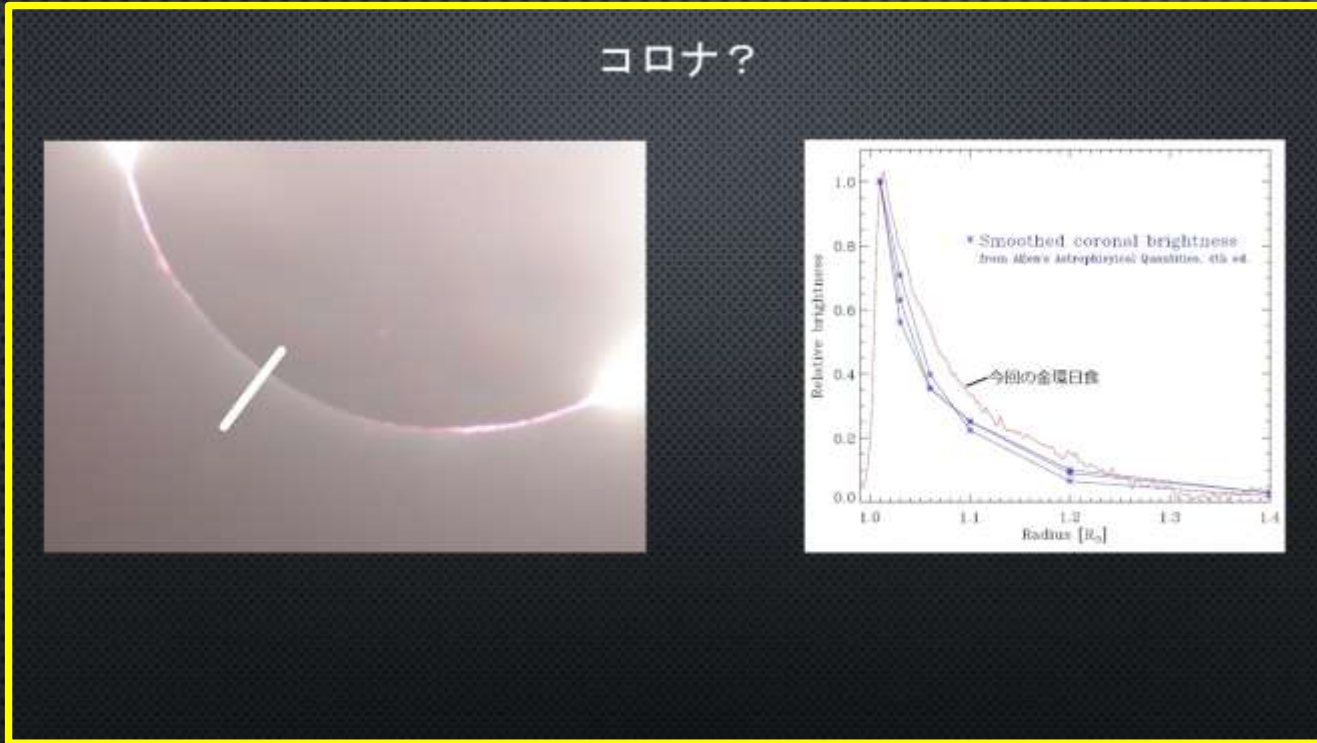 コロナ?
1.0
0.8
0.6
0.4
0.2
0.0
Relative brightness
* Smoothed coronal brightness
from Allen's Astrophysical Quantities, 4th ed.
今回の金環日食
1.0 1.1 1.2 1.3 1.4
Radius [R☉]